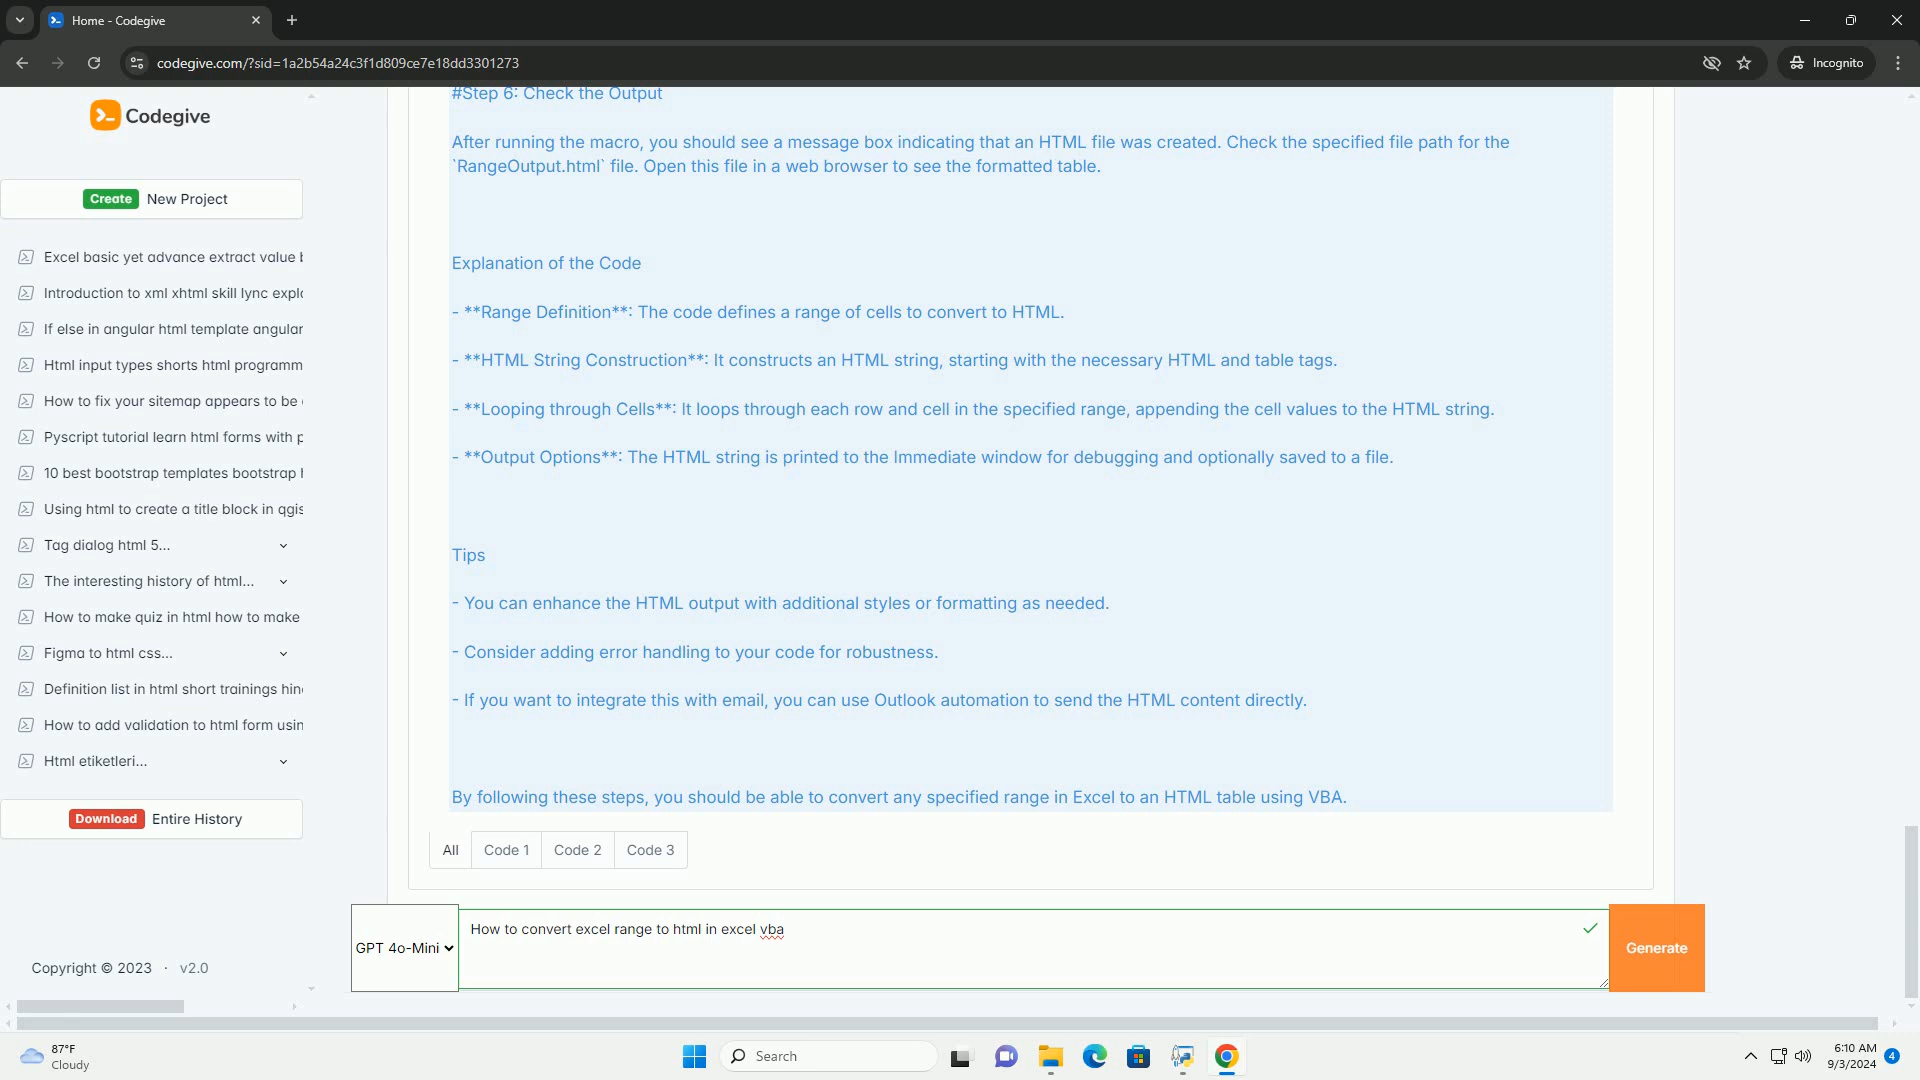 Home - Codegive
codegive.com/?sid=1a2b54a24c3f1d809ce7e18dd3301273
Incognito
Codegive
Create New Project
Excel basic yet advance extract value
Introduction to xml xhtml skill lync
If else in angular html template angular
Html input types shorts html
How to fix your sitemap appears to be
Pyscript tutorial learn html forms with
10 best bootstrap templates bootstrap
Using html to create a title block in qgis
Tag dialog html 5...
The interesting history of html...
How to make quiz in html how to make
Figma to html css...
Definition list in html short trainings
How to add validation to html form
Html etiketleri...
Download Entire History
Copyright © 2023 · v2.0
#Step 6: Check the Output
After running the macro, you should see a message box indicating that an HTML file was created. Check the specified file path for the
`RangeOutput.html` file. Open this file in a web browser to see the formatted table.
Explanation of the Code
- **Range Definition**: The code defines a range of cells to convert to HTML.
- **HTML String Construction**: It constructs an HTML string, starting with the necessary HTML and table tags.
- **Looping through Cells**: It loops through each row and cell in the specified range, appending the cell values to the HTML string.
- **Output Options**: The HTML string is printed to the Immediate window for debugging and optionally saved to a file.
Tips
- You can enhance the HTML output with additional styles or formatting as needed.
- Consider adding error handling to your code for robustness.
- If you want to integrate this with email, you can use Outlook automation to send the HTML content directly.
By following these steps, you should be able to convert any specified range in Excel to an HTML table using VBA.
All Code 1 Code 2 Code 3
GPT 4o-Mini
How to convert excel range to html in excel vba
Generate
87°F
Cloudy
Search
6:10 AM
9/3/2024
4